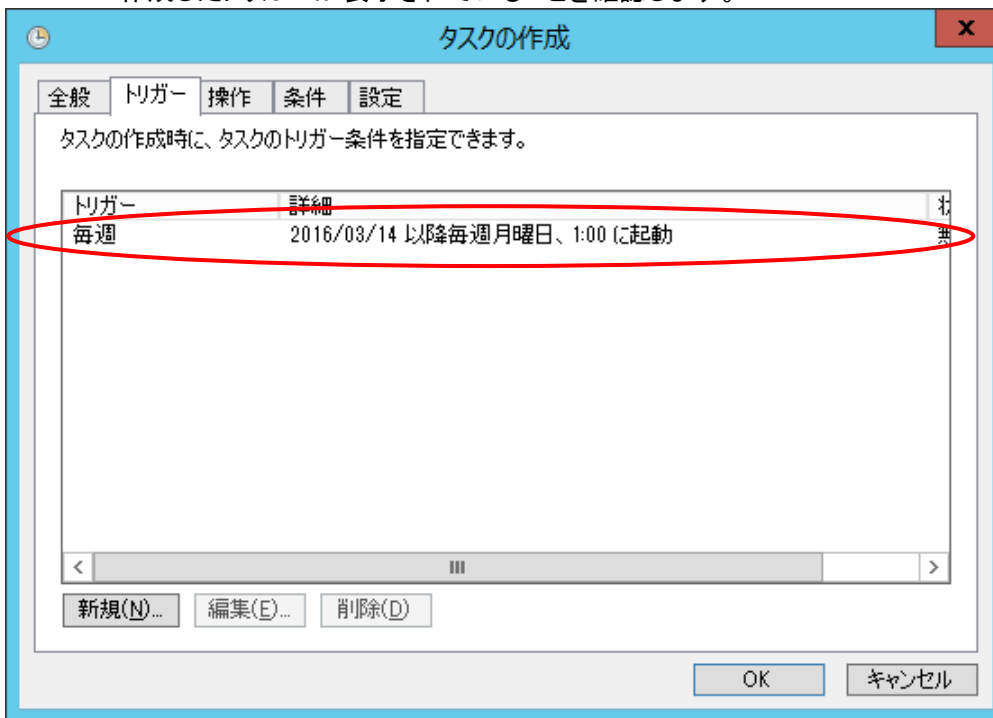 タスクの作成
全般 トリガー 操作 条件 設定
タスクの作成時に、タスクのトリガー条件を指定できます。
トリガー 詳細
毎週 2016/03/14 以降毎週月曜日、1:00 に起動
新規(N)... 編集(E)... 削除(D)
OK キャンセル